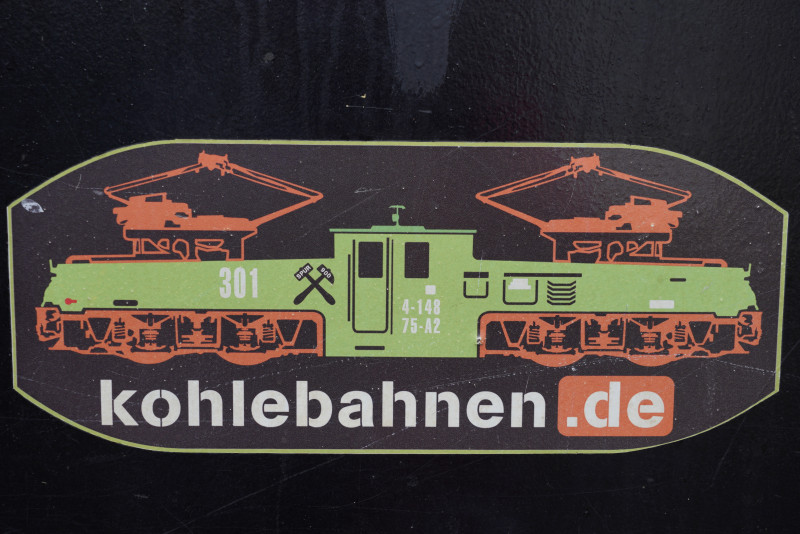 301
SPUR 900
4-148
75-A2
kohlebahnen.de